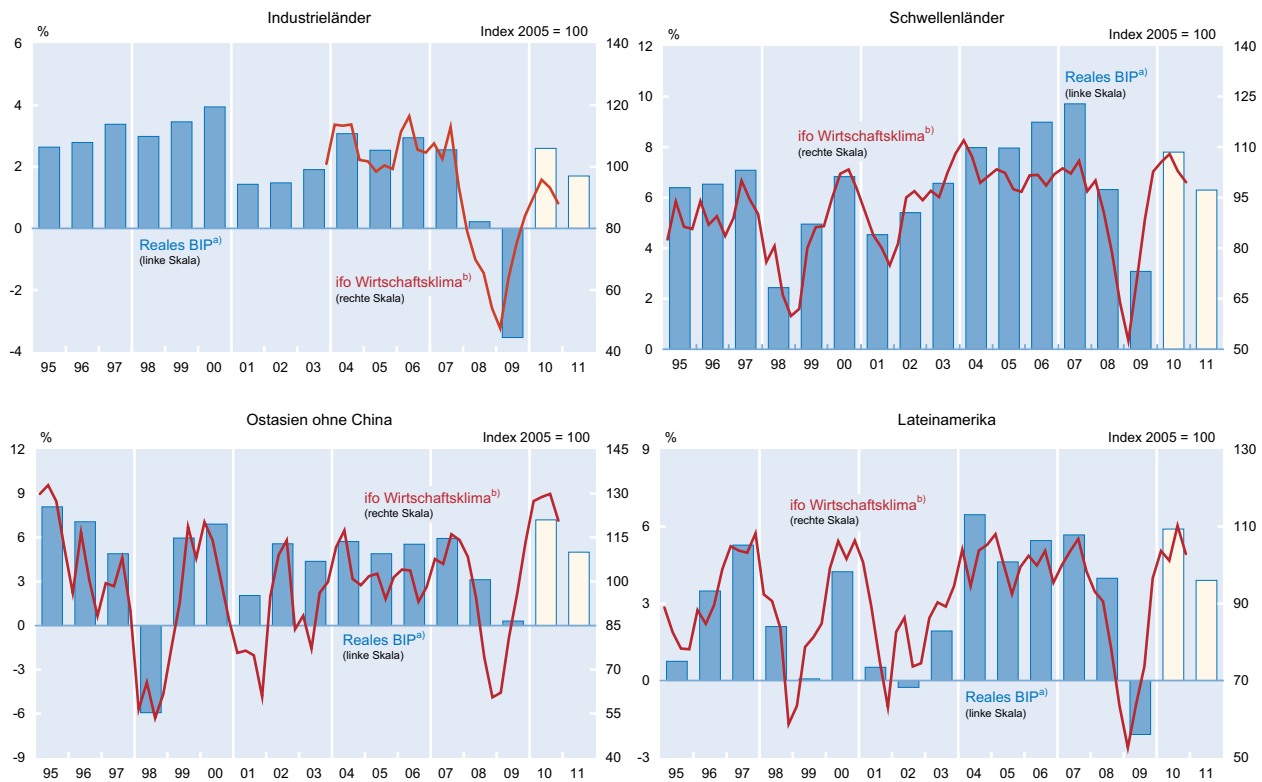 Industrieländer
% Index 2005 = 100
6 140
4 120
2 100
0 80
-2 60
-4 40
Reales BIPa)
(linke Skala)
ifo Wirtschaftsklimab)
(rechte Skala)
95 96 97 98 99 00 01 02 03 04 05 06 07 08 09 10 11
Schwellenländer
% Index 2005 = 100
12 140
10 125
8 110
6 95
4 80
2 65
0 50
Reales BIPa)
(linke Skala)
ifo Wirtschaftsklimab)
(rechte Skala)
95 96 97 98 99 00 01 02 03 04 05 06 07 08 09 10 11
Ostasien ohne China
% Index 2005 = 100
12 145
9 130
6 115
3 100
0 85
-3 70
-6 55
-9 40
ifo Wirtschaftsklimab)
(rechte Skala)
Reales BIPa)
(linke Skala)
95 96 97 98 99 00 01 02 03 04 05 06 07 08 09 10 11
Lateinamerika
% Index 2005 = 100
9 130
6 110
3 90
0 70
-3 50
ifo Wirtschaftsklimab)
(rechte Skala)
Reales BIPa)
(linke Skala)
95 96 97 98 99 00 01 02 03 04 05 06 07 08 09 10 11